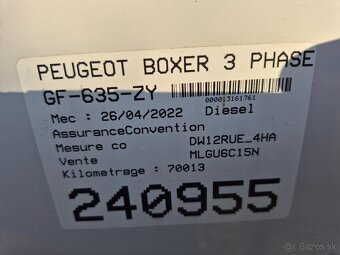 PEUGEOT BOXER 3 PHASE
GF-635-ZY
000013161761
Mec : 26/04/2022 Diesel
AssuranceConvention
Mesure co DW12RUE_4HA
Vente MLGU6C15N
Kilometrage : 70013
240955
bazos.sk